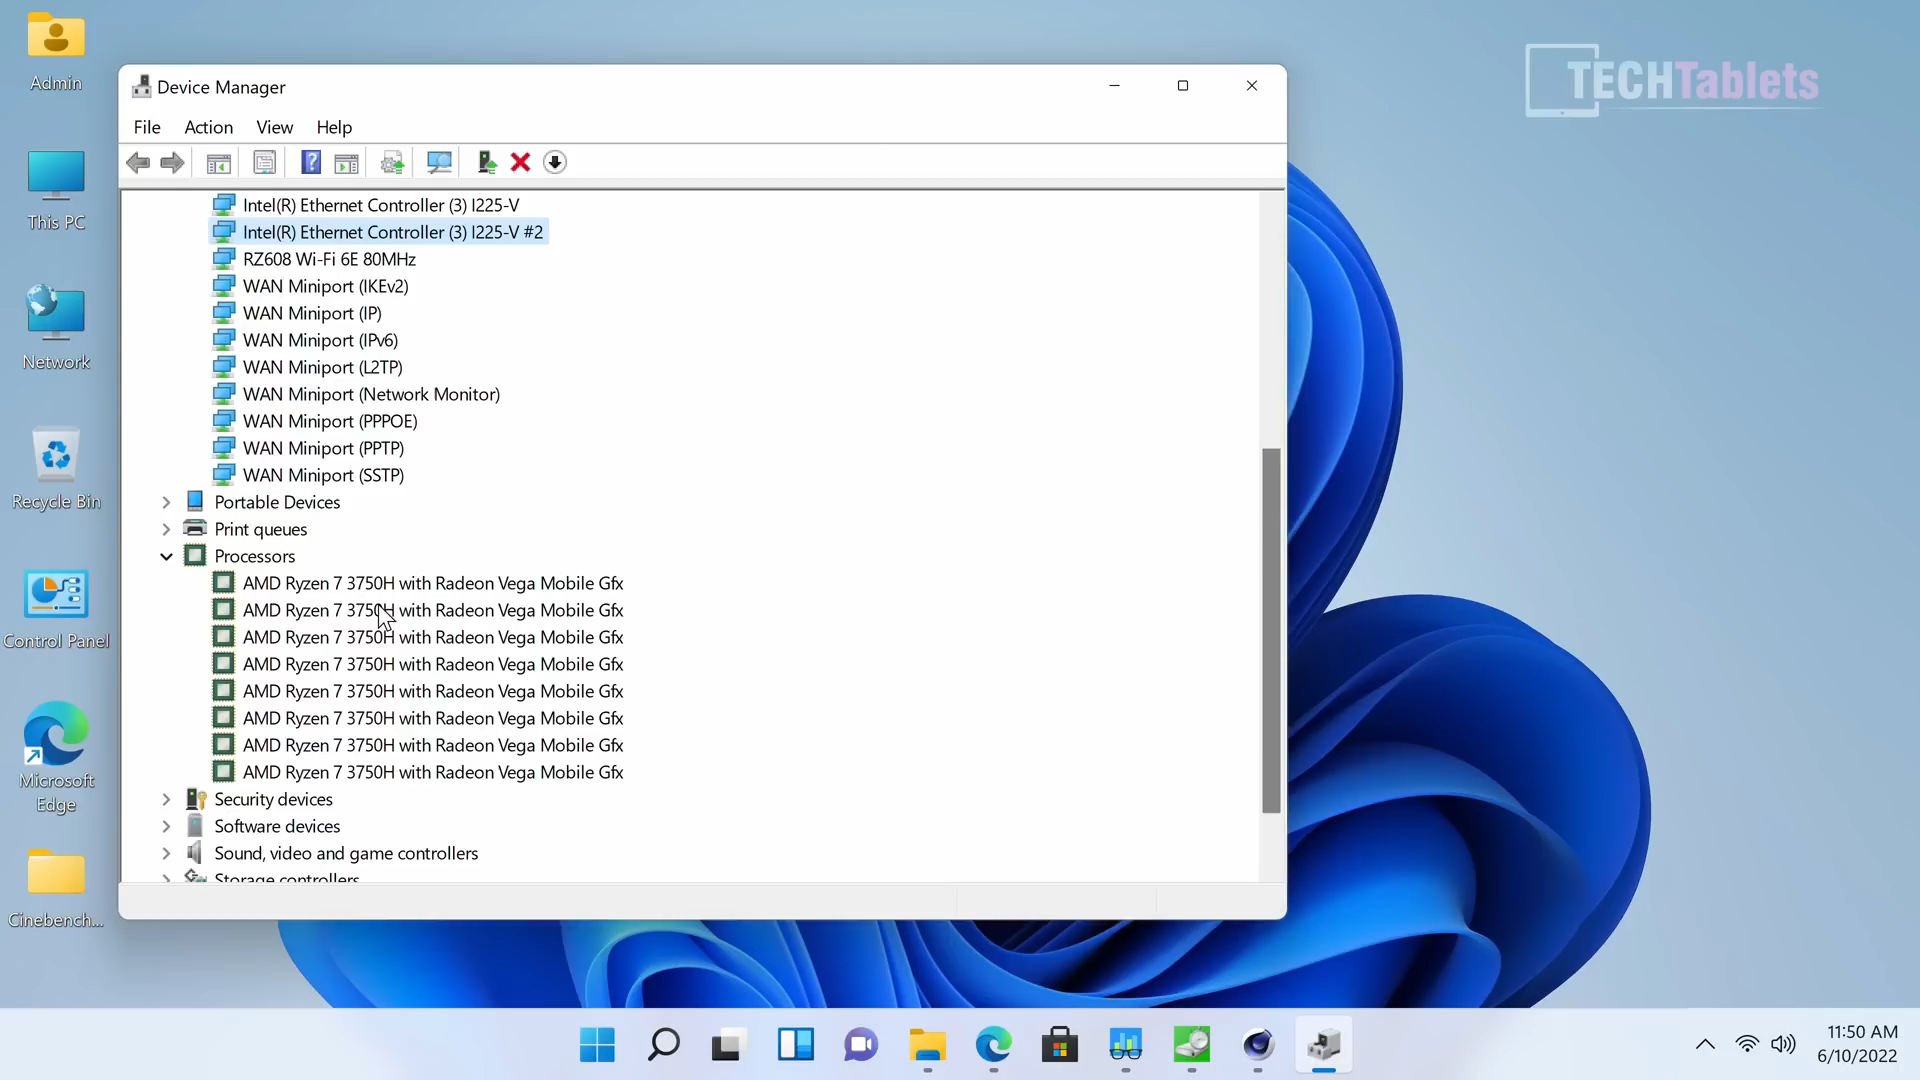 Admin
This PC
Network
Recycle Bin
Control Panel
Microsoft
Edge
Cinebench...
Device Manager
File Action View Help
Intel(R) Ethernet Controller (3) I225-V
Intel(R) Ethernet Controller (3) I225-V #2
RZ608 Wi-Fi 6E 80MHz
WAN Miniport (IKEv2)
WAN Miniport (IP)
WAN Miniport (IPv6)
WAN Miniport (L2TP)
WAN Miniport (Network Monitor)
WAN Miniport (PPPOE)
WAN Miniport (PPTP)
WAN Miniport (SSTP)
Portable Devices
Print queues
Processors
AMD Ryzen 7 3750H with Radeon Vega Mobile Gfx
AMD Ryzen 7 3750H with Radeon Vega Mobile Gfx
AMD Ryzen 7 3750H with Radeon Vega Mobile Gfx
AMD Ryzen 7 3750H with Radeon Vega Mobile Gfx
AMD Ryzen 7 3750H with Radeon Vega Mobile Gfx
AMD Ryzen 7 3750H with Radeon Vega Mobile Gfx
AMD Ryzen 7 3750H with Radeon Vega Mobile Gfx
AMD Ryzen 7 3750H with Radeon Vega Mobile Gfx
Security devices
Software devices
Sound, video and game controllers
Storage controllers
TECHTablets
11:50 AM
6/10/2022